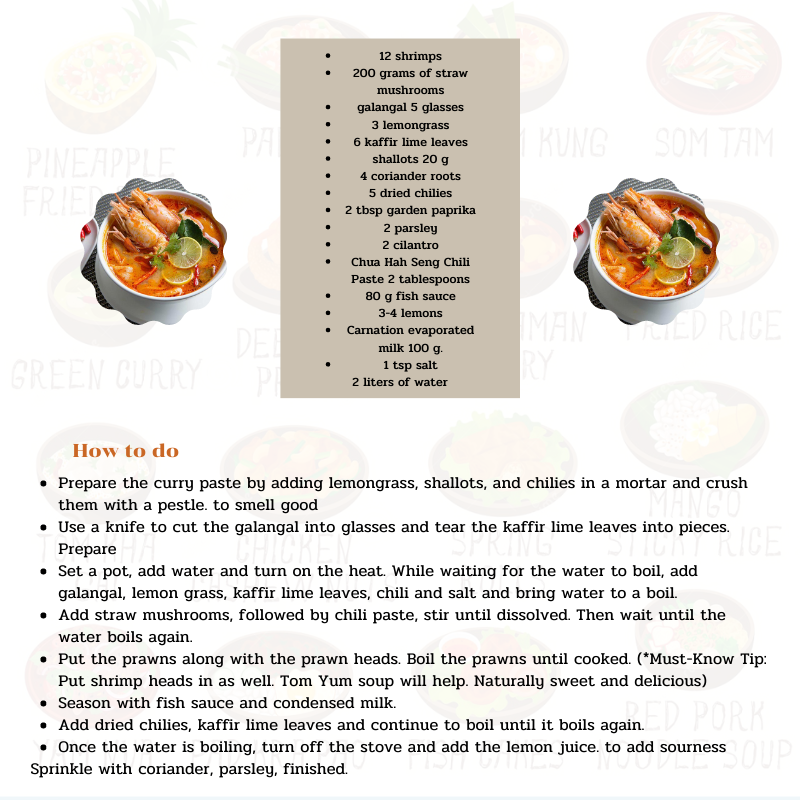 12 shrimps
200 grams of straw
mushrooms
galangal 5 glasses
3 lemongrass
6 kaffir lime leaves
shallots 20 g
4 coriander roots
5 dried chilies
2 tbsp garden paprika
2 parsley
2 cilantro
Chua Hah Seng Chili
Paste 2 tablespoons
80 g fish sauce
3-4 lemons
Carnation evaporated
milk 100 g.
1 tsp salt
2 liters of water
PINEAPPLE
FRIED
KUNG
SOM TAM
GREEN CURRY
FRIED RICE
How to do
Prepare the curry paste by adding lemongrass, shallots, and chilies in a mortar and crush
them with a pestle. to smell good
Use a knife to cut the galangal into glasses and tear the kaffir lime leaves into pieces.
Prepare
Set a pot, add water and turn on the heat. While waiting for the water to boil, add
galangal, lemon grass, kaffir lime leaves, chili and salt and bring water to a boil.
Add straw mushrooms, followed by chili paste, stir until dissolved. Then wait until the
water boils again.
Put the prawns along with the prawn heads. Boil the prawns until cooked. (*Must-Know Tip:
Put shrimp heads in as well. Tom Yum soup will help. Naturally sweet and delicious)
Season with fish sauce and condensed milk.
Add dried chilies, kaffir lime leaves and continue to boil until it boils again.
Once the water is boiling, turn off the stove and add the lemon juice. to add sourness
Sprinkle with coriander, parsley, finished.
MANGO
STICKY RICE
TOM KHA
CHICKEN
SPRING
RED PORK
NOODLE SOUP
FISH CAKES